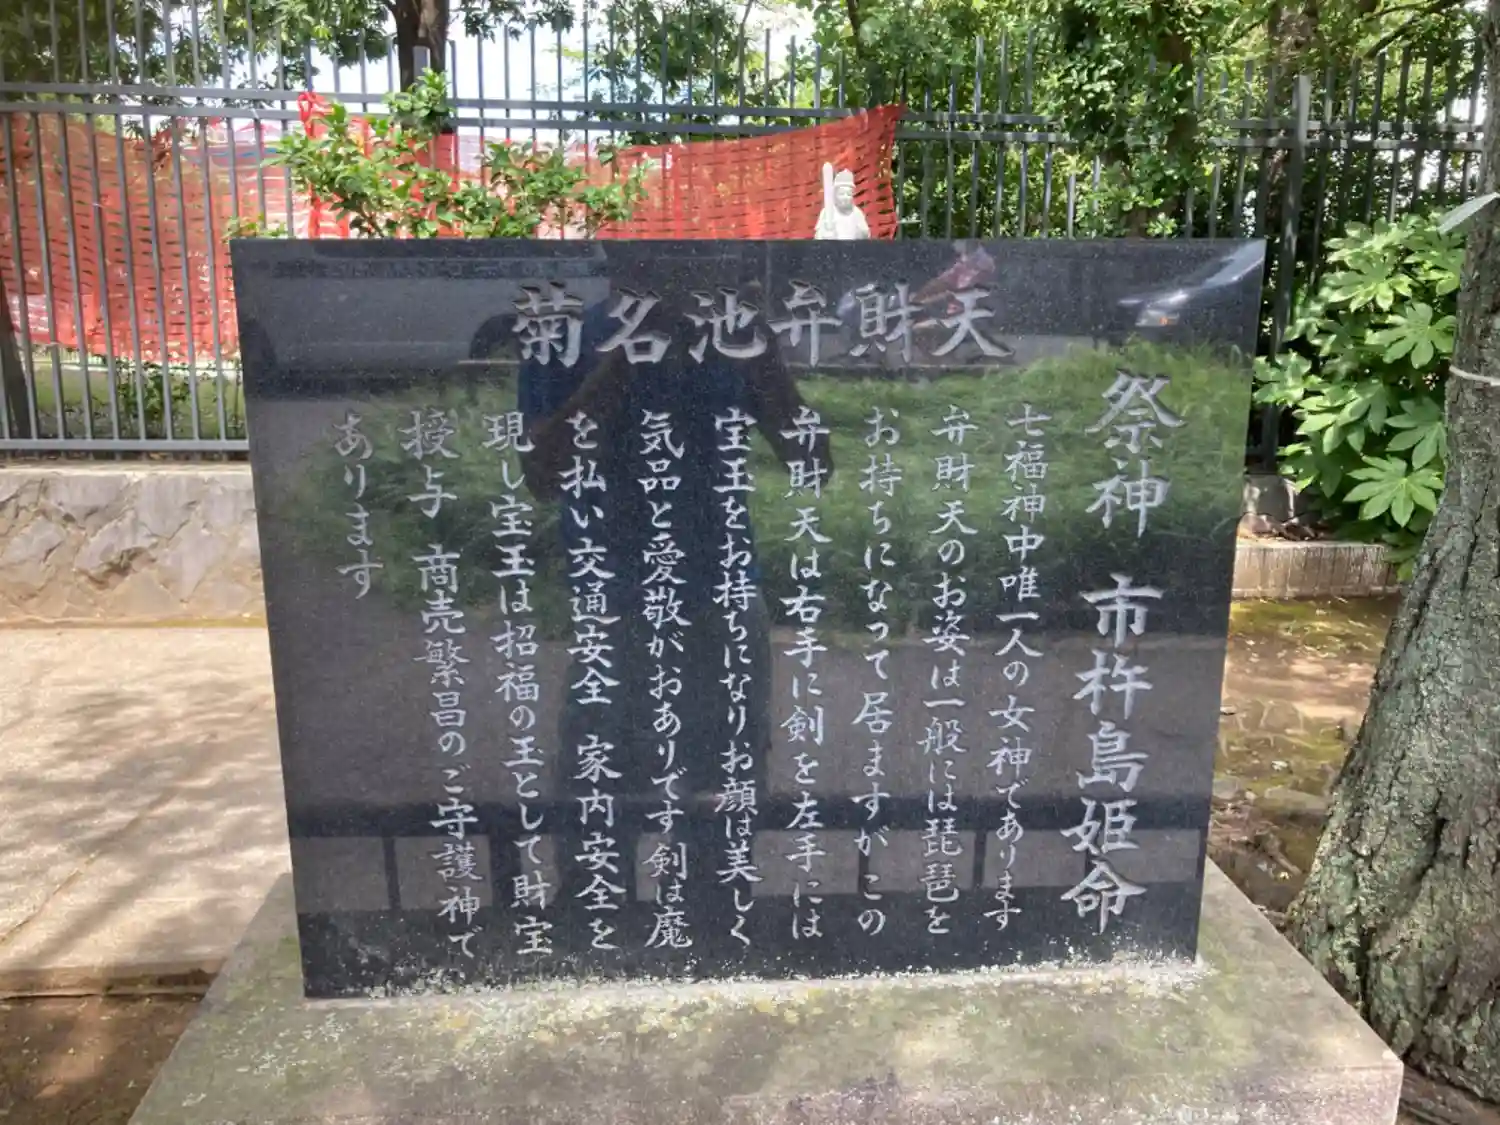 菊名池弁財天
祭神 市杵島姫命
七福神中唯一人の女神であります
弁財天のお姿は一般には琵琶を
お持ちになって居ますが この
弁財天は右手に剣を左手には
宝玉をお持ちになりお顔は美しく
気品と愛敬がおありです 剣は魔
を払い交通安全 家内安全を
現し宝玉は招福の玉として財宝
授与 商売繁昌のご守護神で
あります